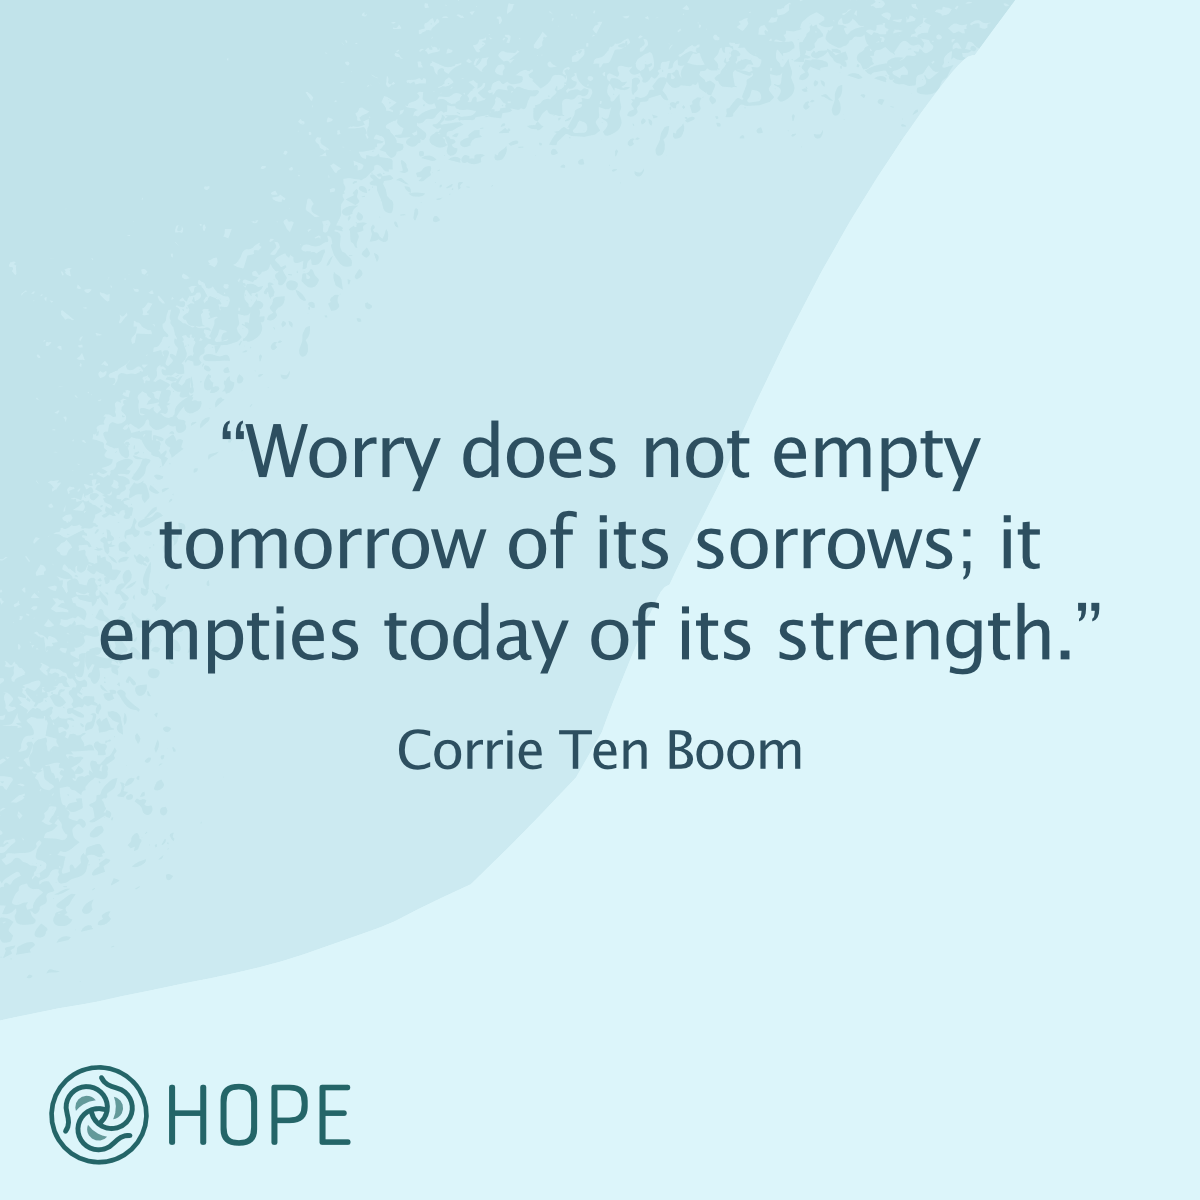 “Worry does not empty
tomorrow of its sorrows; it
empties today of its strength.”
Corrie Ten Boom
HOPE